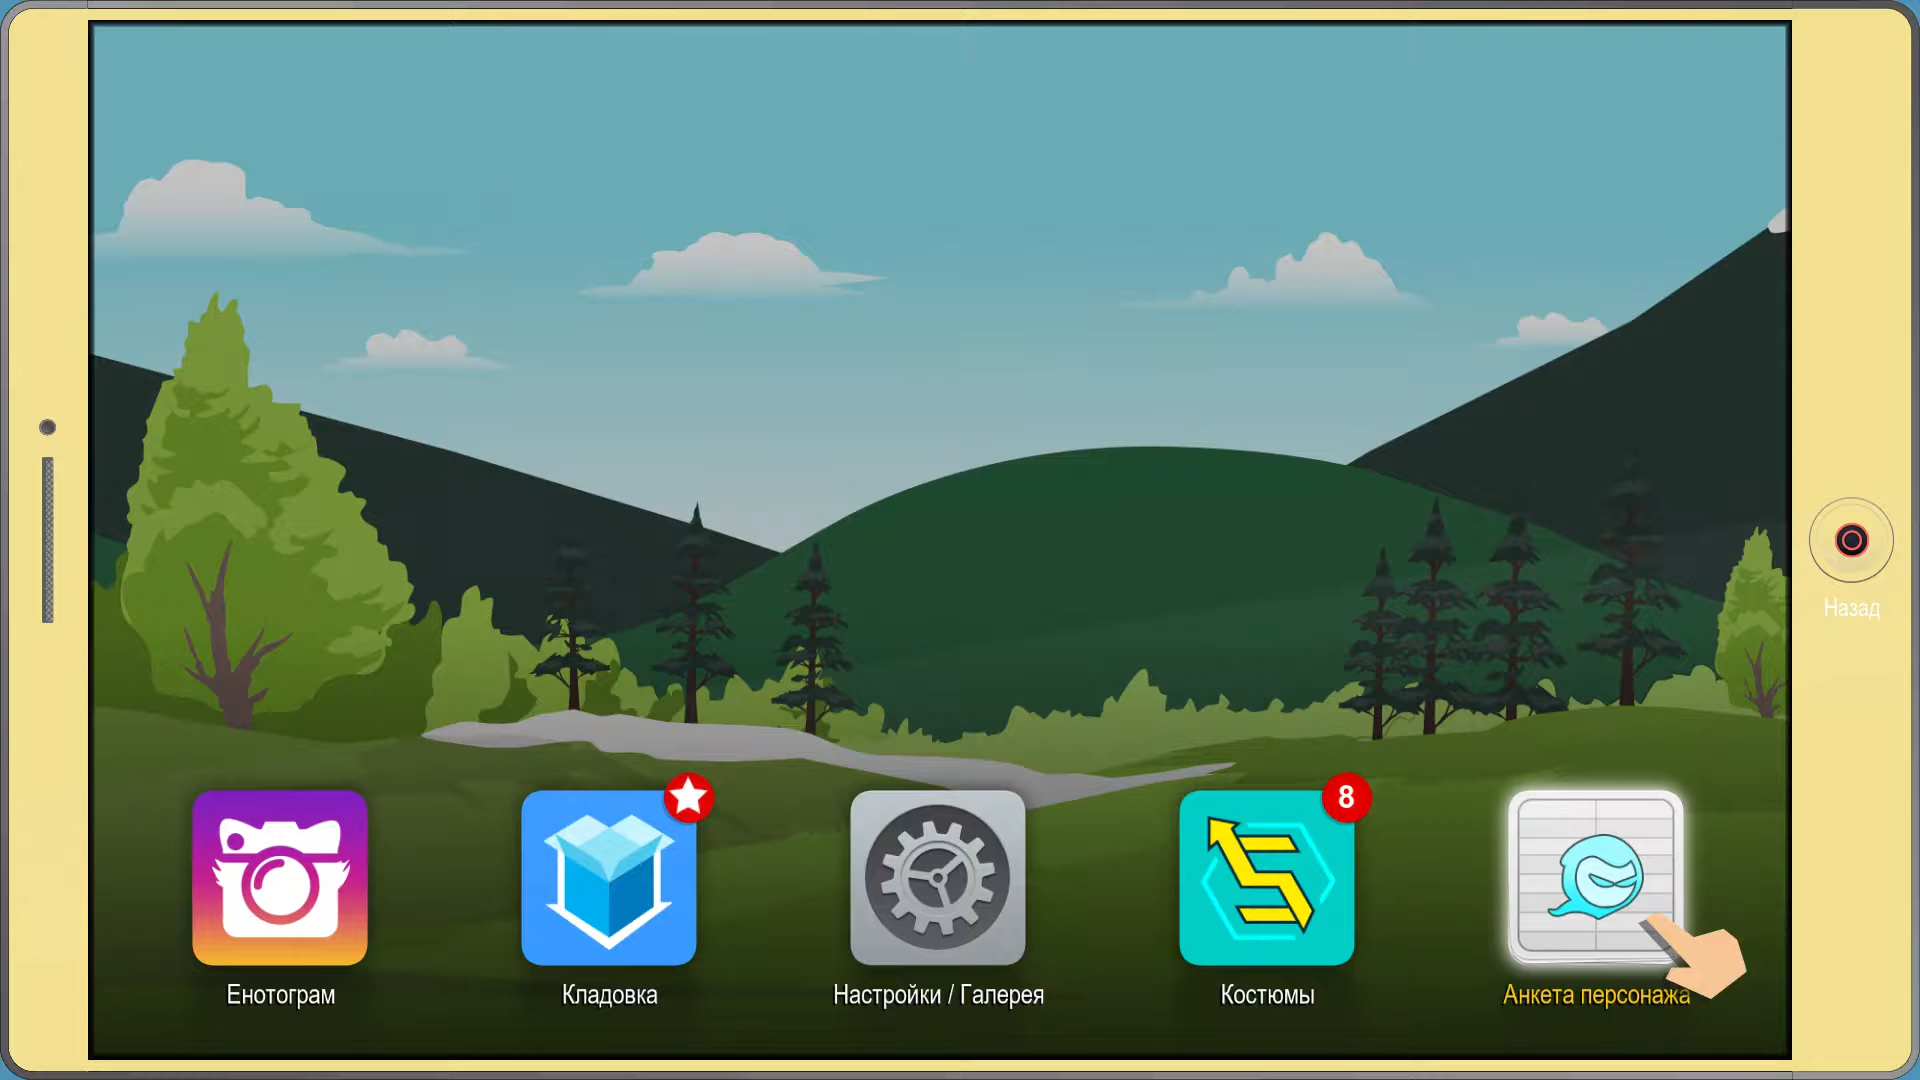 Назад
8
Енотограм
Кладовка
Настройки / Галерея
Костюмы
Анкета персонажа